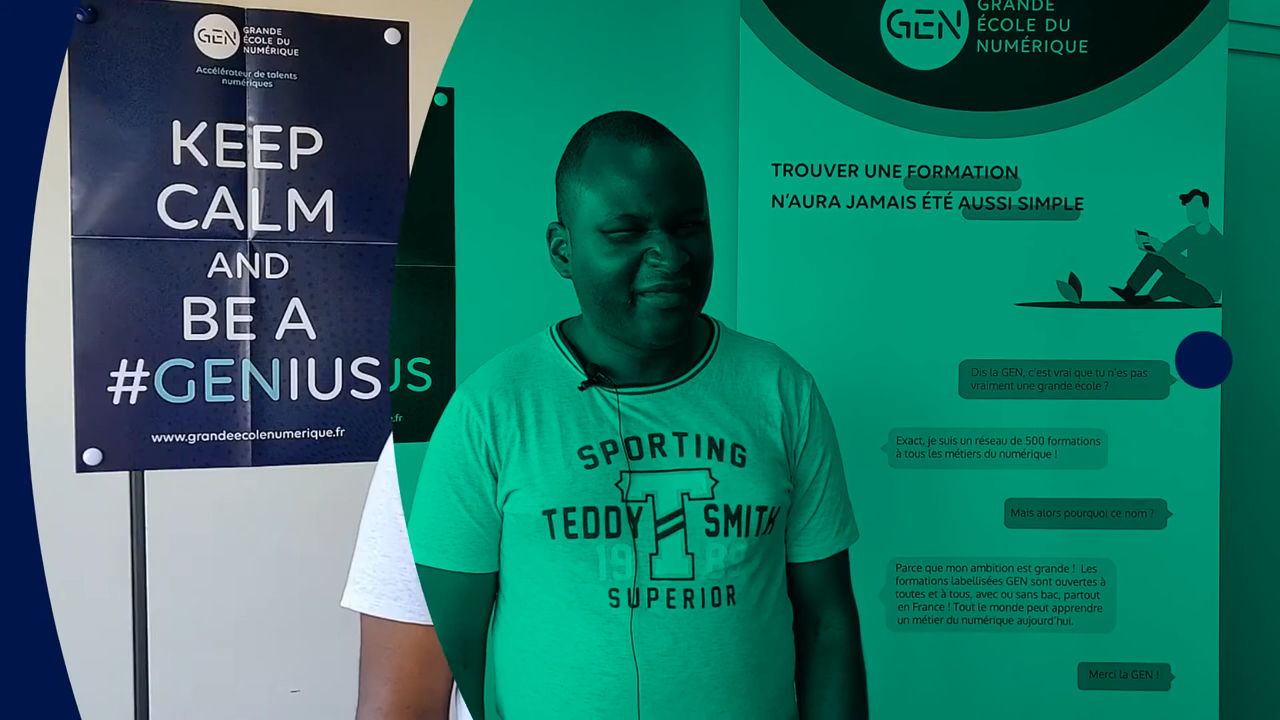 GEN
GRANDE
ÉCOLE DU
NUMÉRIQUE
Accélérateur de talents
numériques
KEEP
CALM
AND
BE A
#GENIUS
www.grandeecolenumerique.fr
US
.fr
GEN
GRANDE
ÉCOLE DU
NUMÉRIQUE
TROUVER UNE FORMATION
N'AURA JAMAIS ÉTÉ AUSSI SIMPLE
Dis la GEN, c'est vrai que tu n'es pas
vraiment une grande école ?
Exact, je suis un réseau de 500 formations
à tous les métiers du numérique !
Mais alors pourquoi ce nom ?
Parce que mon ambition est grande ! Les
formations labellisées GEN sont ouvertes à
toutes et à tous, avec ou sans bac, partout
en France ! Tout le monde peut apprendre
un métier du numérique aujourd'hui.
Merci la GEN !
SPORTING
TEDDY T SMITH
1989
SUPERIOR